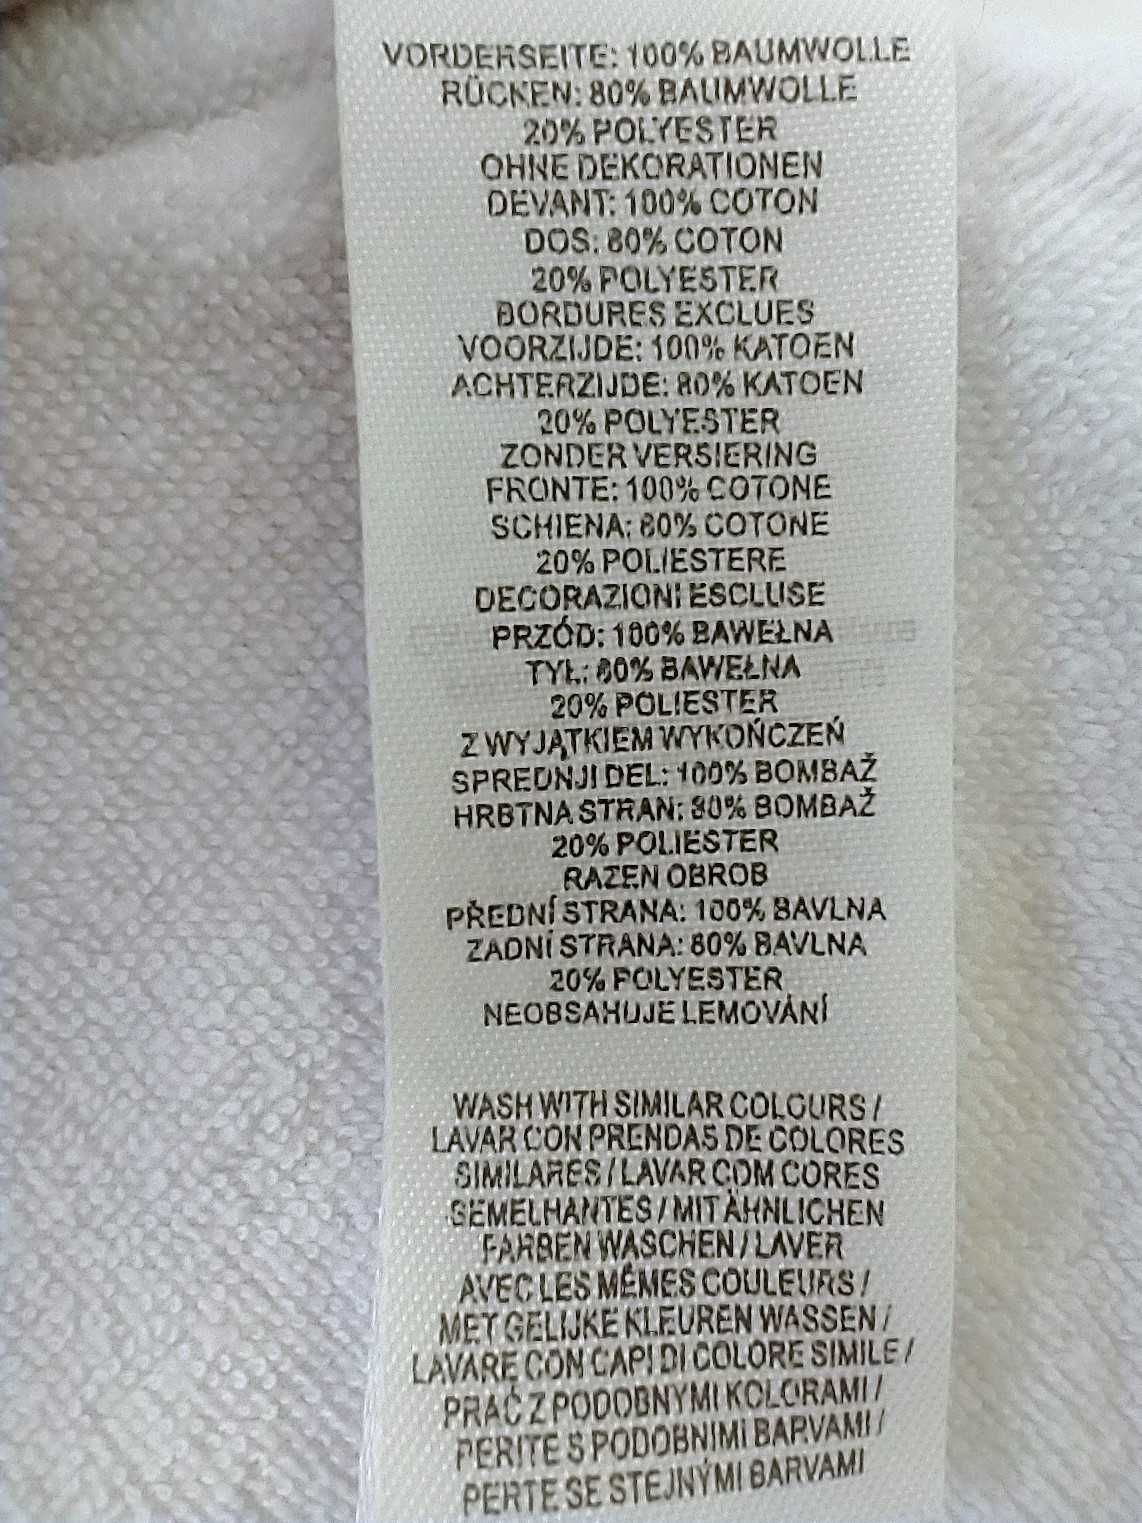 VORDERSEITE: 100% BAUMWOLLE
RÜCKEN: 80% BAUMWOLLE
20% POLYESTER
OHNE DEKORATIONEN
DEVANT: 100% COTON
DOS: 80% COTON
20% POLYESTER
BORDURES EXCLUES
VOORZIJDE: 100% KATOEN
ACHTERZIJDE: 80% KATOEN
20% POLYESTER
ZONDER VERSIERING
FRONTE: 100% COTONE
SCHIENA: 80% COTONE
20% POLIESTERE
DECORAZIONI ESCLUSE
PRZÓD: 100% BAWEŁNA
TYŁ: 80% BAWEŁNA
20% POLIESTER
Z WYJĄTKIEM WYKOŃCZEŃ
SPREDNJI DEL: 100% BOMBAŽ
HRBTNA STRAN: 80% BOMBAŽ
20% POLIESTER
RAZEN OBROB
PŘEDNÍ STRANA: 100% BAVLNA
ZADNÍ STRANA: 80% BAVLNA
20% POLYESTER
NEOBSAHUJE LEMOVÁNÍ
WASH WITH SIMILAR COLOURS /
LAVAR CON PRENDAS DE COLORES
SIMILARES / LAVAR COM CORES
SEMELHANTES / MIT ÄHNLICHEN
FARBEN WASCHEN / LAVER
AVEC LES MÊMES COULEURS /
MET GELIJKE KLEUREN WASSEN /
LAVARE CON CAPI DI COLORE SIMILE /
PRAĆ Z PODOBNYMI KOLORAMI /
PERITE S PODOBNIMI BARVAMI /
PERTE SE STEJNÝMI BARVAMI